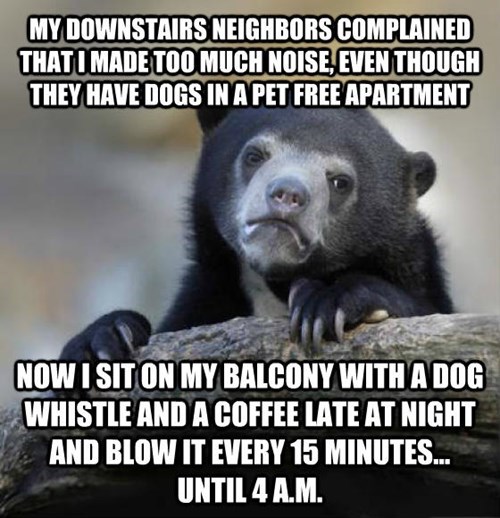 MY DOWNSTAIRS NEIGHBORS COMPLAINED
THAT I MADE TOO MUCH NOISE, EVEN THOUGH
THEY HAVE DOGS IN A PET FREE APARTMENT
NOW I SIT ON MY BALCONY WITH A DOG
WHISTLE AND A COFFEE LATE AT NIGHT
AND BLOW IT EVERY 15 MINUTES...
UNTIL 4 A.M.